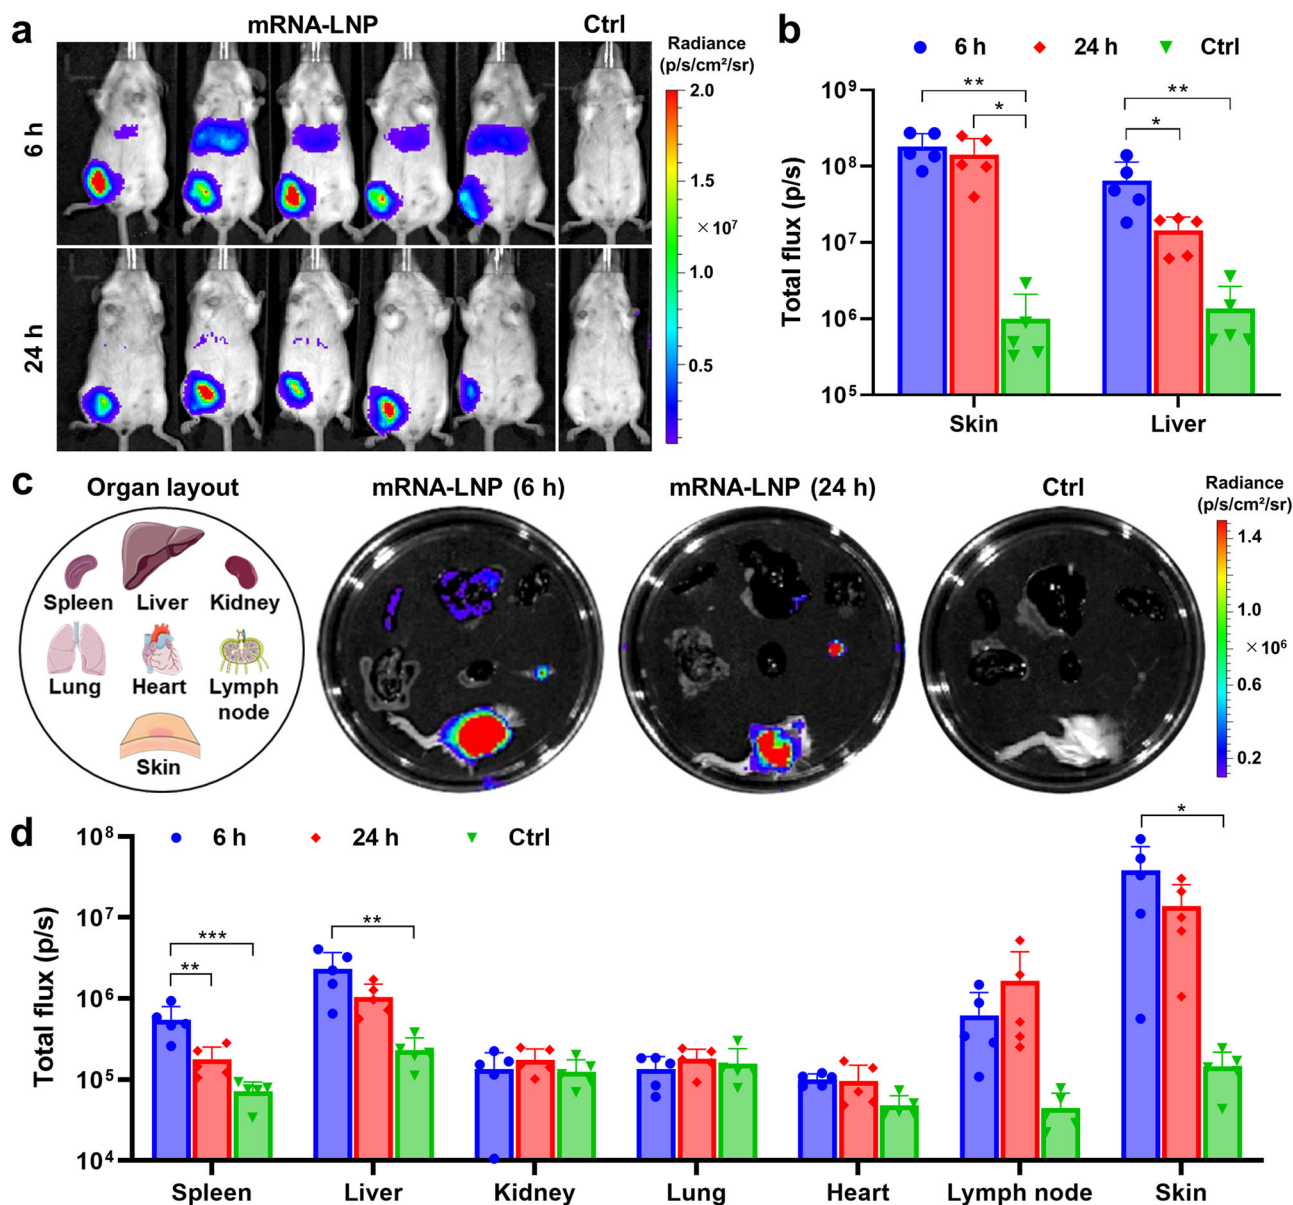 a
mRNA-LNP
Ctrl
Radiance
(p/s/cm²/sr)
6 h
24 h
2.0
1.5
×10⁷
1.0
0.5
b
6 h
24 h
Ctrl
Total flux (p/s)
10⁹
10⁸
10⁷
10⁶
10⁵
**
*
**
*
Skin
Liver
c
Organ layout
mRNA-LNP (6 h)
mRNA-LNP (24 h)
Ctrl
Radiance
(p/s/cm²/sr)
Spleen
Liver
Kidney
Lung
Heart
Lymph
node
Skin
1.4
1.0
×10⁶
0.6
0.2
d
6 h
24 h
Ctrl
Total flux (p/s)
10⁸
10⁷
10⁶
10⁵
10⁴
***
**
**
*
Spleen
Liver
Kidney
Lung
Heart
Lymph node
Skin